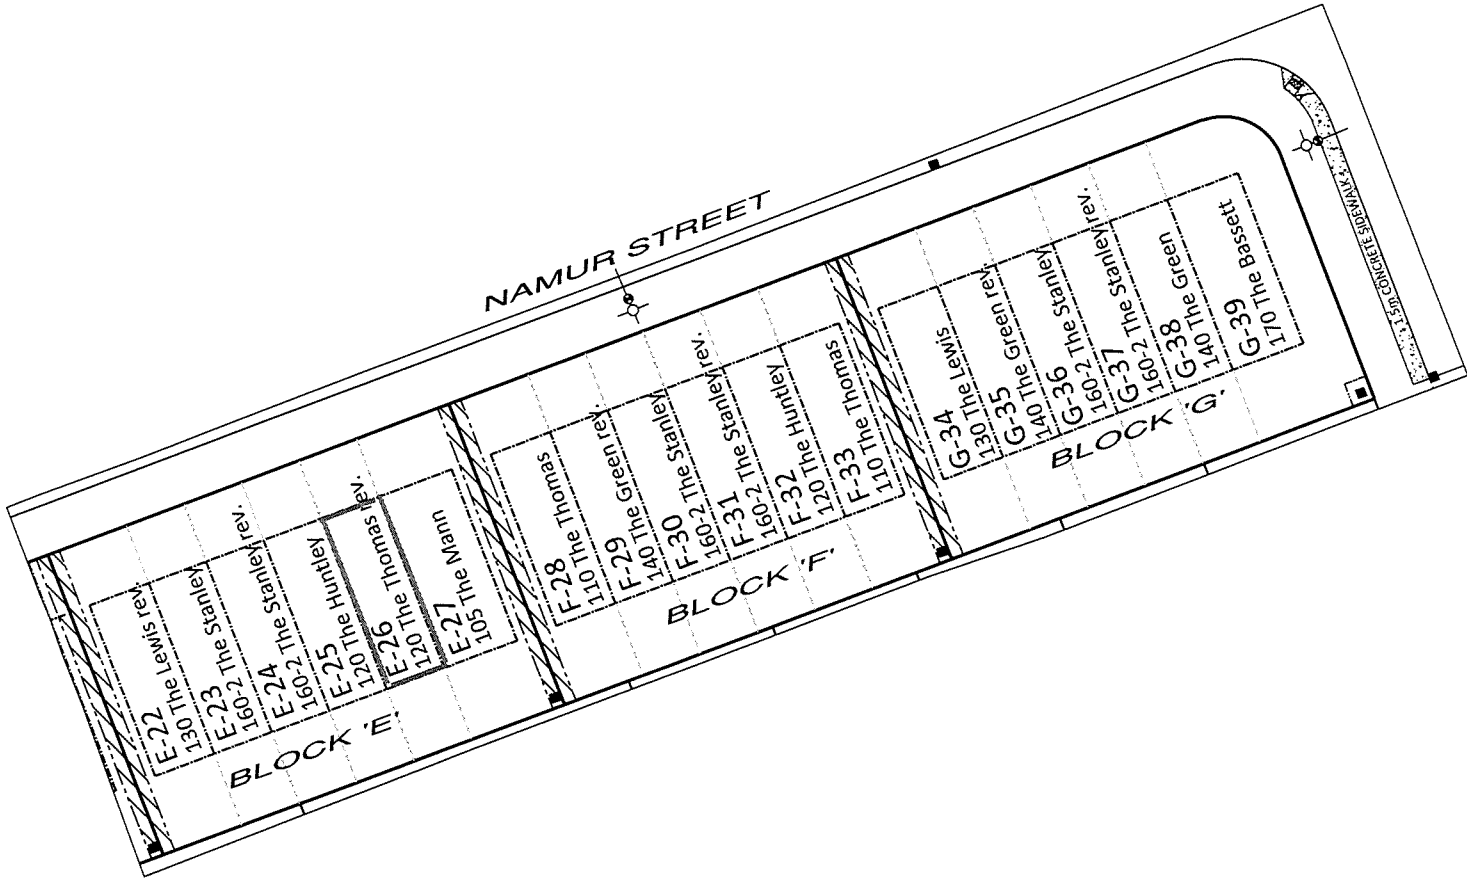 NAMUR STREET
1.5m. CONCRETE SIDEWALK
E-22
130 The Lewis rev.
E-23
160-2 The Stanley
E-24
160-2 The Stanley rev.
E-25
120 The Huntley
E-26
120 The Thomas rev.
E-27
105 The Mann
BLOCK 'E'
F-28
110 The Thomas
F-29
140 The Green rev.
F-30
160-2 The Stanley
F-31
160-2 The Stanley rev.
F-32
120 The Huntley
F-33
110 The Thomas
BLOCK 'F'
G-34
130 The Lewis
G-35
140 The Green rev.
G-36
160-2 The Stanley
G-37
160-2 The Stanley rev.
G-38
140 The Green
G-39
170 The Bassett
BLOCK 'G'